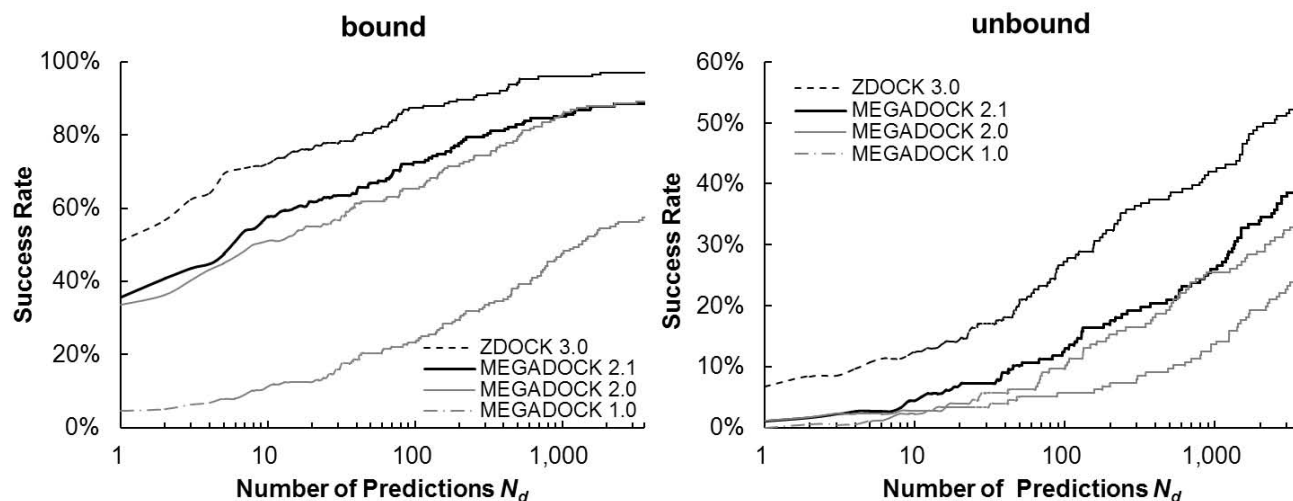 bound
100%
80%
60%
40%
20%
0%
Success Rate
ZDOCK 3.0
MEGADOCK 2.1
MEGADOCK 2.0
MEGADOCK 1.0
1
10
100
1,000
Number of Predictions N_d
unbound
60%
50%
40%
30%
20%
10%
0%
Success Rate
ZDOCK 3.0
MEGADOCK 2.1
MEGADOCK 2.0
MEGADOCK 1.0
1
10
100
1,000
Number of Predictions N_d